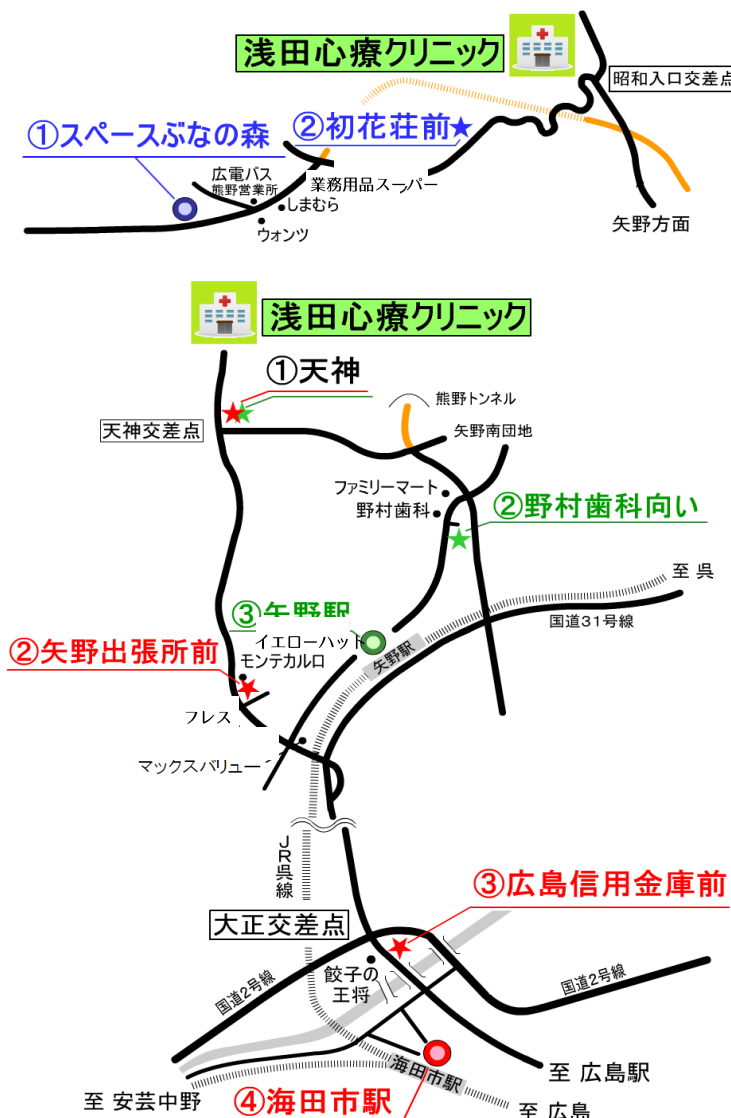 浅田心療クリニック
昭和入口交差点
①スペースぶなの森
②初花荘前
広電バス
熊野営業所
業務用品スーパー
しまむら
ウォンツ
矢野方面
浅田心療クリニック
①天神
熊野トンネル
天神交差点
矢野南団地
ファミリーマート
野村歯科
②野村歯科向い
至 呉
③矢野駅
国道31号線
イエローハット
モンテカルロ
矢野駅
②矢野出張所前
フレス
マックスバリュー
JR呉線
③広島信用金庫前
大正交差点
餃子の
王将
国道2号線
国道2号線
海田市駅
至 広島駅
至 安芸中野
④海田市駅
至 広島